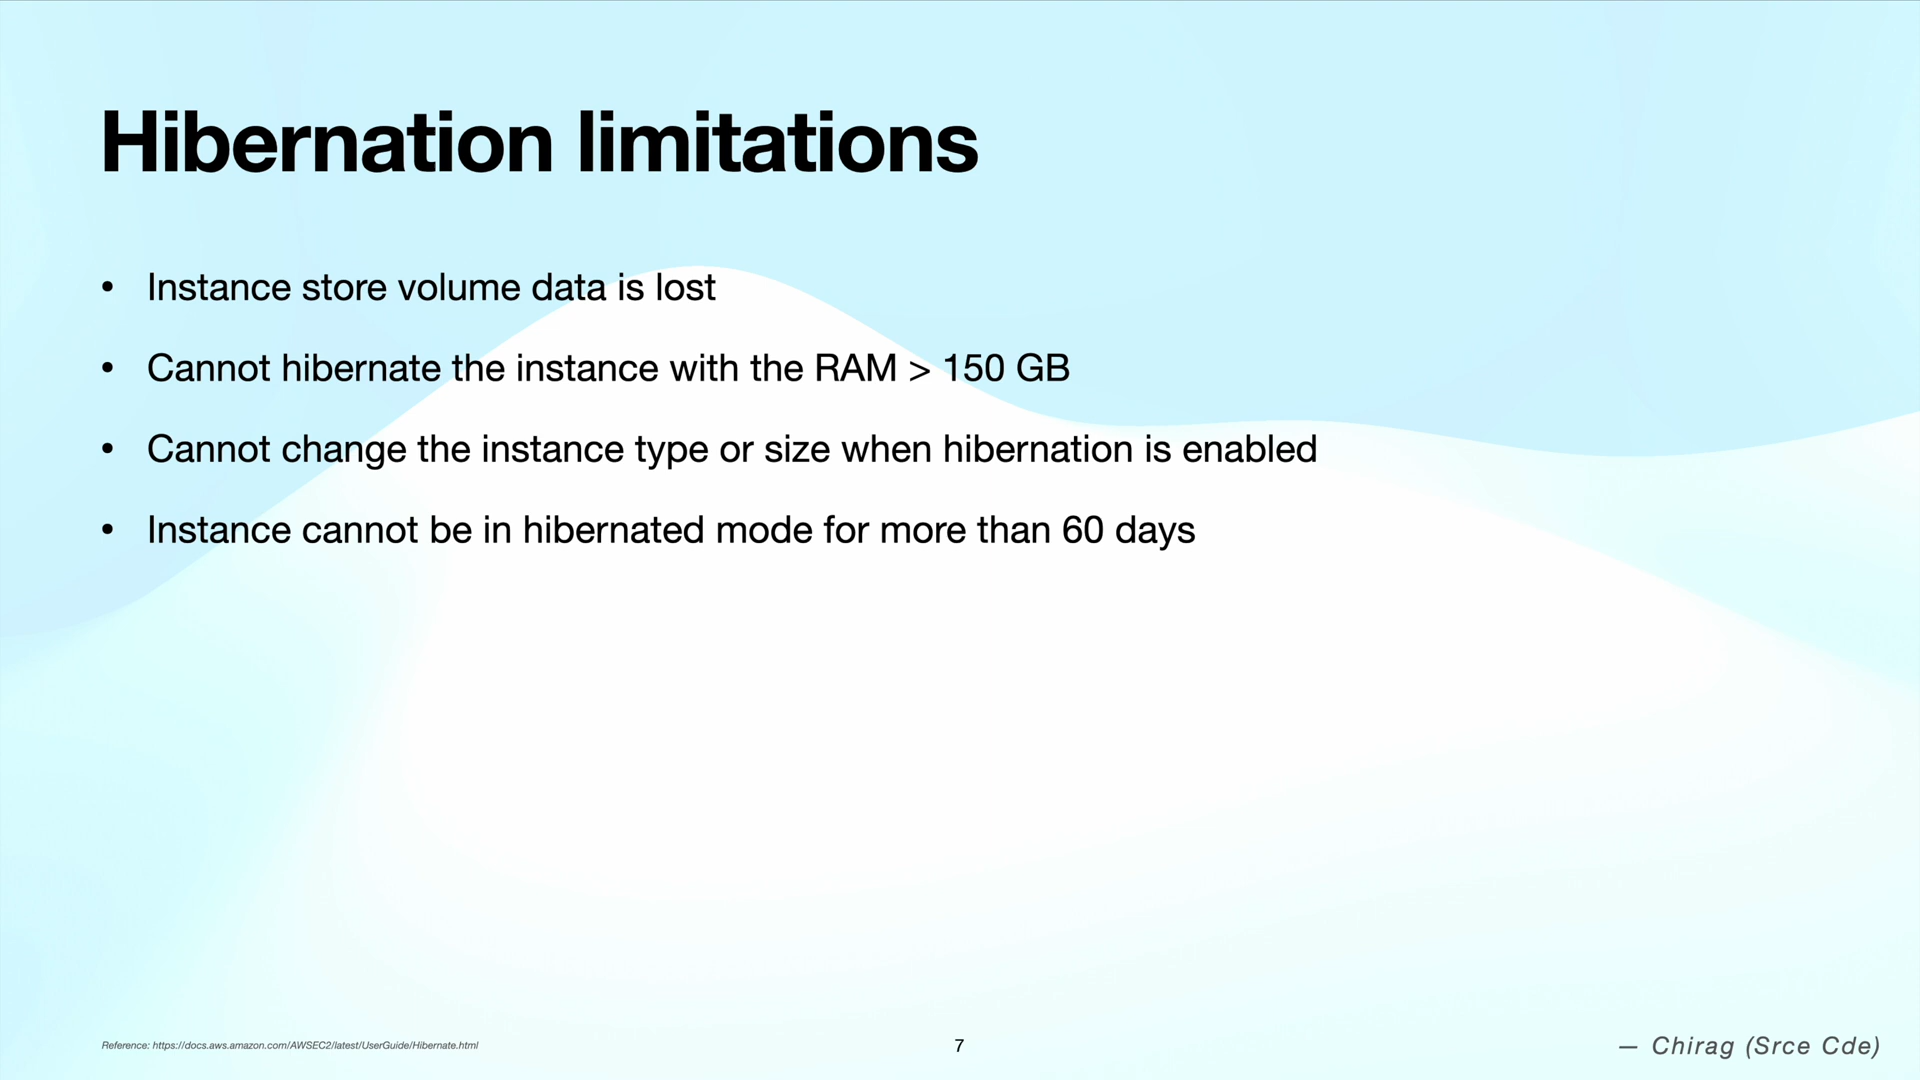 Hibernation limitations
• Instance store volume data is lost
• Cannot hibernate the instance with the RAM > 150 GB
• Cannot change the instance type or size when hibernation is enabled
• Instance cannot be in hibernated mode for more than 60 days
Reference: https://docs.aws.amazon.com/AWSEC2/latest/UserGuide/Hibernate.html
7
— Chirag (Srce Cde)